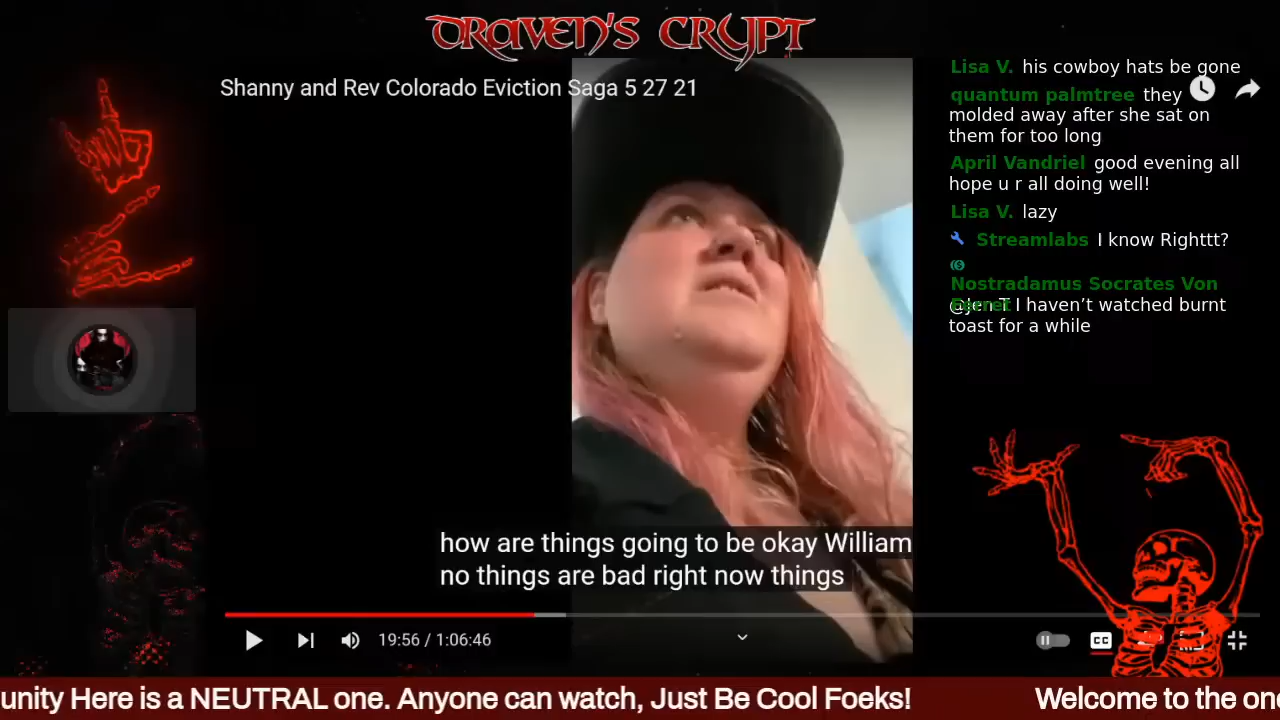 DRAVEN'S CRYPT
Shanny and Rev Colorado Eviction Saga 5 27 21
Lisa V. his cowboy hats be gone
quantum palmtree they
molded away after she sat on
them for too long
April Vandriel good evening all
hope u r all doing well!
Lisa V. lazy
Streamlabs I know Righttt?
Nostradamus Socrates Von
Ferret
@jen T I haven't watched burnt
toast for a while
how are things going to be okay William
no things are bad right now things
19:56 / 1:06:46
CC
unity Here is a NEUTRAL one. Anyone can watch, Just Be Cool Foeks!
Welcome to the one